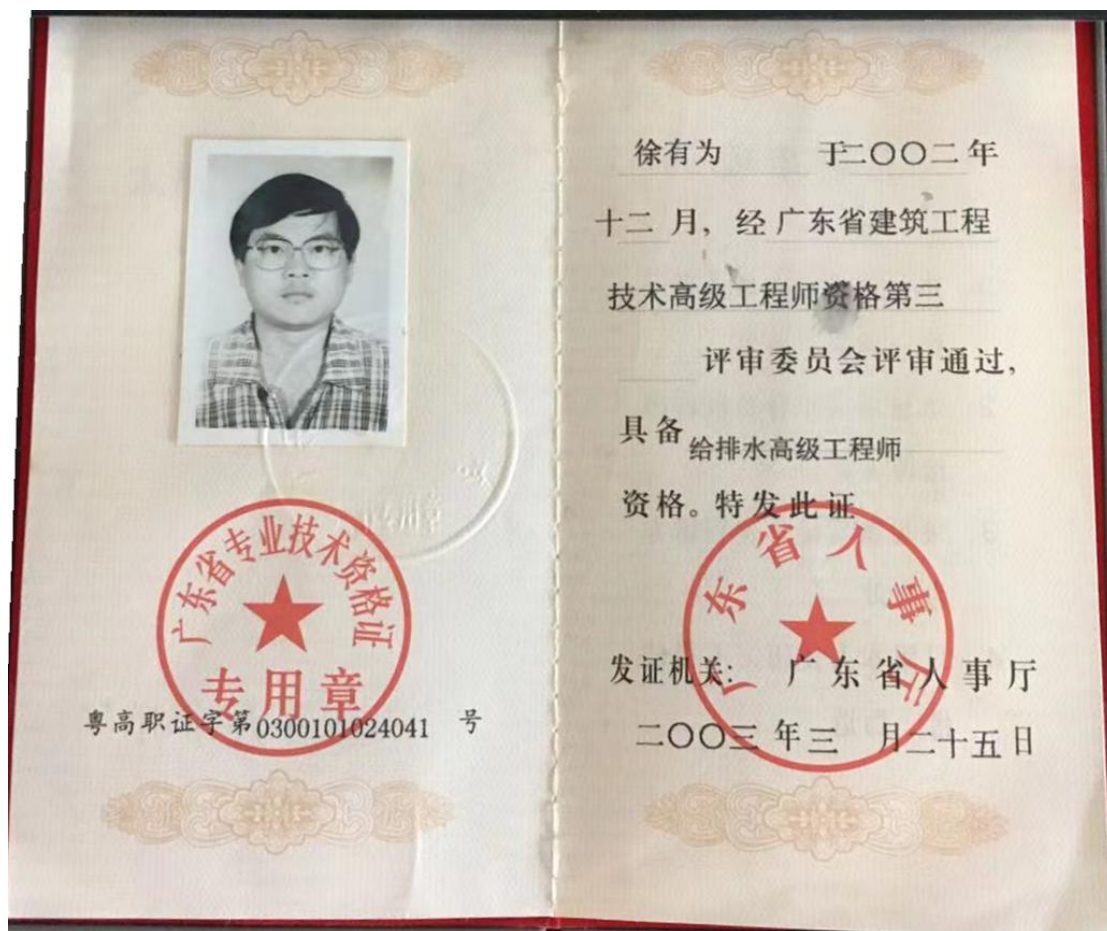 广东省专业技术资格证
专用章
粤高职证字第0300101024041 号
徐有为 于二〇〇二年
十二月，经广东省建筑工程
技术高级工程师资格第三
评审委员会评审通过，
具备给排水高级工程师
资格。特发此证
广东省人事厅
发证机关：广东省人事厅
二〇〇三年三 月二十五日